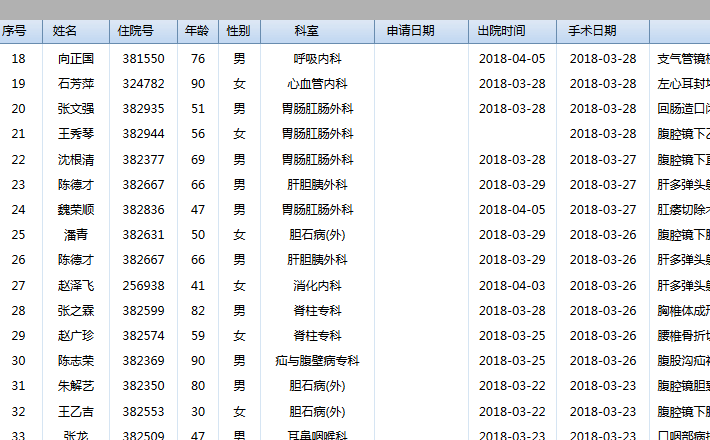 序号 姓名 住院号 年龄 性别 科室 申请日期 出院时间 手术日期
18 向正国 381550 76 男 呼吸内科 2018-04-05 2018-03-28 支气管镜
19 石芳萍 324782 90 女 心血管内科 2018-03-28 2018-03-28 左心耳封
20 张文强 382935 51 男 胃肠肛肠外科 2018-03-28 2018-03-28 回肠造口
21 王秀琴 382944 56 女 胃肠肛肠外科 2018-03-28 腹腔镜下
22 沈根清 382377 69 男 胃肠肛肠外科 2018-03-28 2018-03-27 腹腔镜下
23 陈德才 382667 66 男 肝胆胰外科 2018-03-29 2018-03-27 肝多弹头
24 魏荣顺 382836 47 男 胃肠肛肠外科 2018-04-05 2018-03-27 肛瘘切除
25 潘青 382631 50 女 胆石病(外) 2018-03-29 2018-03-26 腹腔镜下
26 陈德才 382667 66 男 肝胆胰外科 2018-03-29 2018-03-26 肝多弹头
27 赵泽飞 256938 41 女 消化内科 2018-04-03 2018-03-26 肝多弹头
28 张之霖 382599 82 男 脊柱专科 2018-03-28 2018-03-26 胸椎体成
29 赵广珍 382574 59 女 脊柱专科 2018-03-25 2018-03-26 腰椎骨折
30 陈志荣 382369 90 男 疝与腹壁病专科 2018-03-25 2018-03-26 腹股沟疝
31 朱解艺 382350 80 男 胆石病(外) 2018-03-22 2018-03-23 腹腔镜胆
32 王乙吉 382553 30 女 胆石病(外) 2018-03-22 2018-03-23 腹腔镜下
33 张龙 382509 47 男 耳鼻咽喉科 2018-03-25 2018-03-23 口咽部病